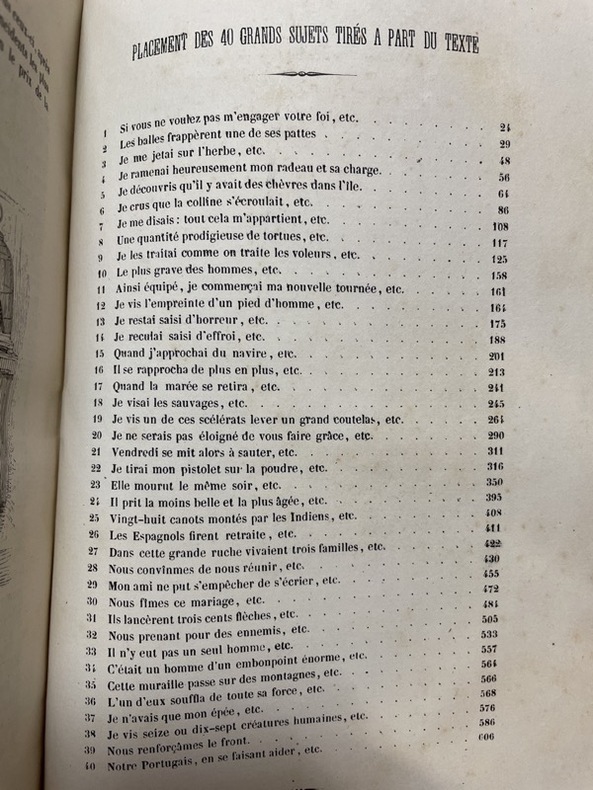 ceux-ci. Après
incidents les plus
le prix de la
PLACEMENT DES 40 GRANDS SUJETS TIRÉS A PART DU TEXTE
1 Si vous ne voulez pas m'engager votre foi, etc. 24
2 Les balles frappèrent une de ses pattes 29
3 Je me jetai sur l'herbe, etc. 48
4 Je ramenai heureusement mon radeau et sa charge. 56
5 Je découvris qu'il y avait des chèvres dans l'île. 64
6 Je crus que la colline s'écroulait, etc. 86
7 Je me disais : tout cela m'appartient, etc. 108
8 Une quantité prodigieuse de tortues, etc. 117
9 Je les traitai comme on traite les voleurs, etc. 125
10 Le plus grave des hommes, etc. 158
11 Ainsi équipé, je commençai ma nouvelle tournée, etc. 161
12 Je vis l'empreinte d'un pied d'homme, etc. 164
13 Je restai saisi d'horreur, etc. 175
14 Je reculai saisi d'effroi, etc. 188
15 Quand j'approchai du navire, etc. 201
16 Il se rapprocha de plus en plus, etc. 213
17 Quand la marée se retira, etc. 241
18 Je visai les sauvages, etc. 245
19 Je vis un de ces scélérats lever un grand coutelas, etc. 264
20 Je ne serais pas éloigné de vous faire grâce, etc. 290
21 Vendredi se mit alors à sauter, etc. 311
22 Je tirai mon pistolet sur la poudre, etc. 316
23 Elle mourut le même soir, etc. 350
24 Il prit la moins belle et la plus âgée, etc. 395
25 Vingt-huit canots montés par les Indiens, etc. 408
26 Les Espagnols firent retraite, etc. 411
27 Dans cette grande ruche vivaient trois familles, etc. 422
28 Nous convînmes de nous réunir, etc. 430
29 Mon ami ne put s'empêcher de s'écrier, etc. 455
30 Nous fîmes ce mariage, etc. 472
31 Ils lancèrent trois cents flèches, etc. 484
32 Nous prenant pour des ennemis, etc. 505
33 Il n'y eut pas un seul homme, etc. 533
34 C'était un homme d'un embonpoint énorme, etc. 557
35 Cette muraille passe sur des montagnes, etc. 564
36 L'un d'eux souffla de toute sa force, etc. 566
37 Je n'avais que mon épée, etc. 568
38 Je vis seize ou dix-sept créatures humaines, etc. 576
39 Nous renforçâmes le front. 586
40 Notre Portugais, en se faisant aider, etc. 606